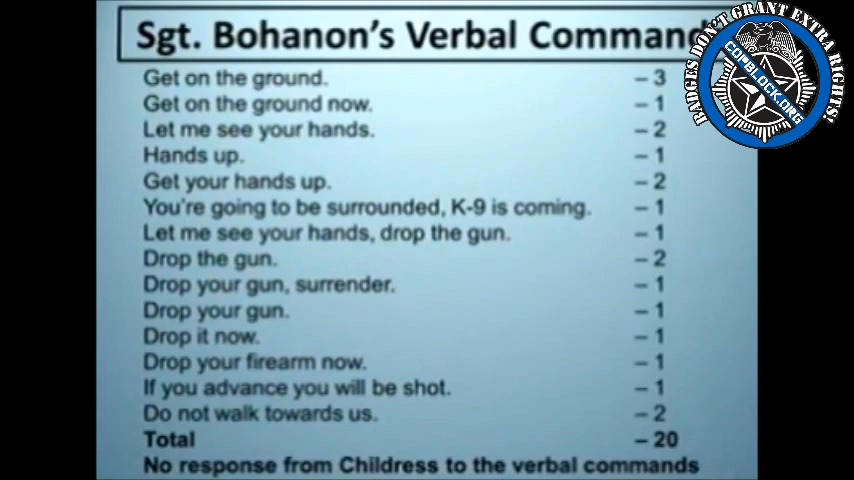 Sgt. Bohanon's Verbal Command
Get on the ground. – 3
Get on the ground now. – 1
Let me see your hands. – 2
Hands up. – 1
Get your hands up. – 2
You're going to be surrounded, K-9 is coming. – 1
Let me see your hands, drop the gun. – 1
Drop the gun. – 2
Drop your gun, surrender. – 1
Drop your gun. – 1
Drop it now. – 1
Drop your firearm now. – 1
If you advance you will be shot. – 1
Do not walk towards us. – 2
Total – 20
No response from Childress to the verbal commands
BADGES DON'T GRANT EXTRA RIGHTS!
COPBLOCK.ORG